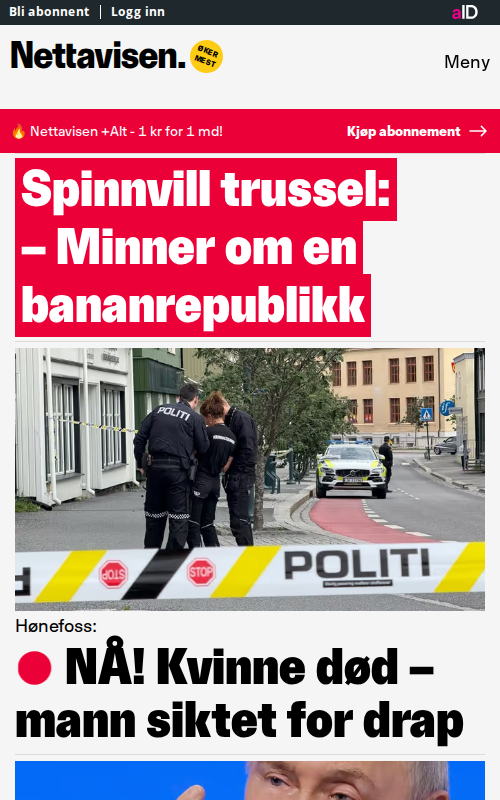 Bli abonnent | Logg inn
aID
Nettavisen.
ØKER
MEST
Meny
🔥 Nettavisen +Alt - 1 kr for 1 md!
Kjøp abonnement →
Spinnvill trussel:
– Minner om en
bananrepublikk
POLITI
STOP
STOP
POLITI
Hønefoss:
🔴 NÅ! Kvinne død –
mann siktet for drap